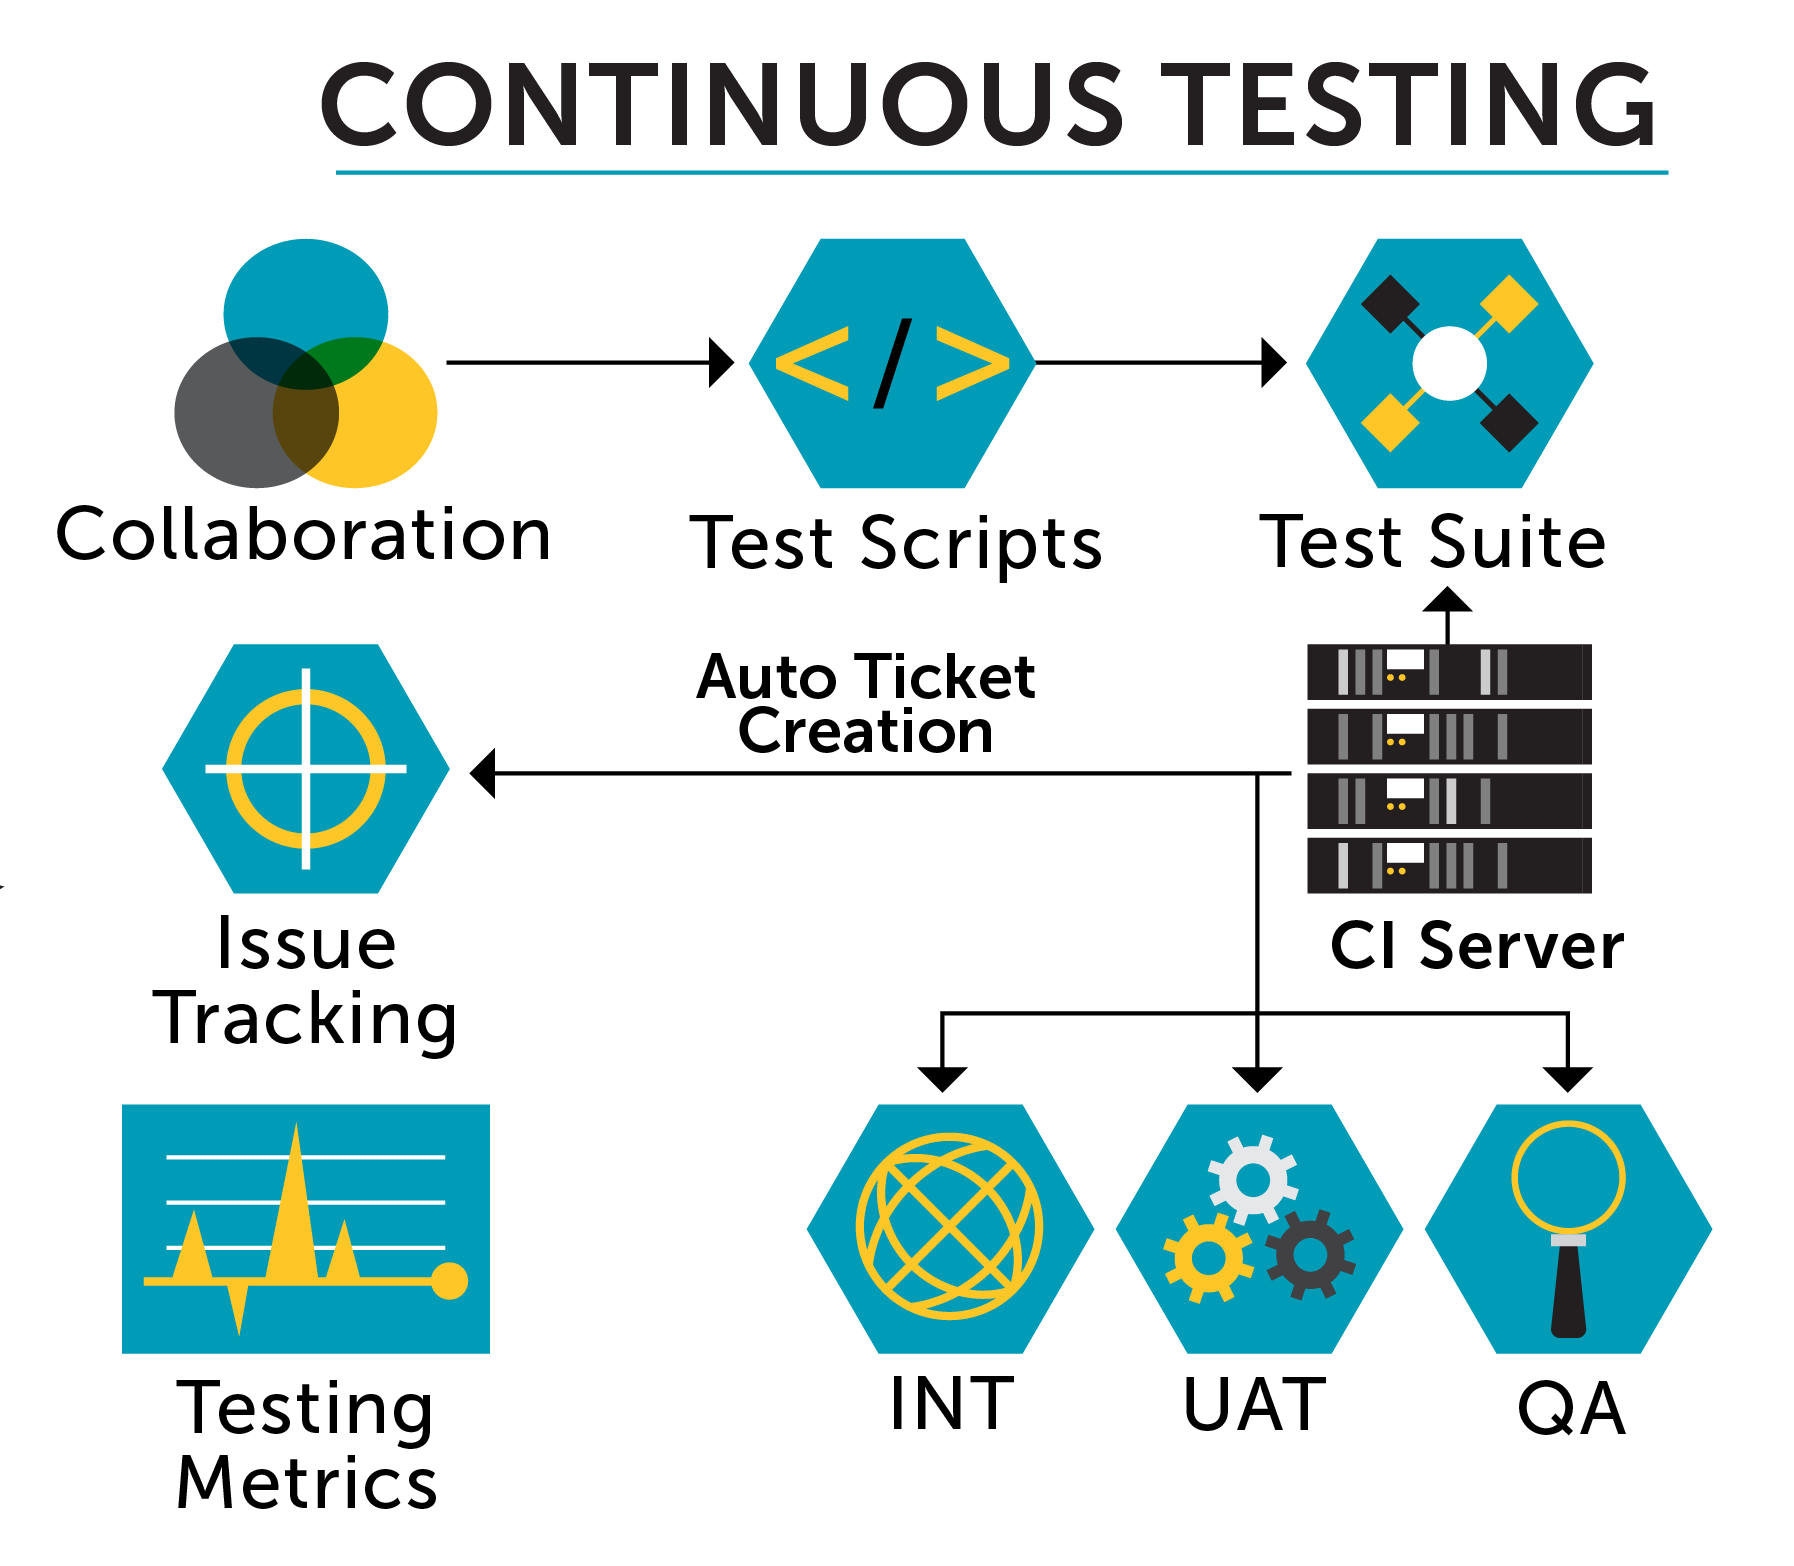 CONTINUOUS TESTING
</>
Collaboration
Test Scripts
Test Suite
Auto Ticket
Creation
Issue
Tracking
CI Server
Testing
Metrics
INT
UAT
QA